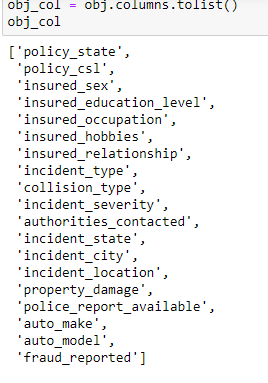 obj_col = obj.columns.tolist()
obj_col
['policy_state',
'policy_csl',
'insured_sex',
'insured_education_level',
'insured_occupation',
'insured_hobbies',
'insured_relationship',
'incident_type',
'collision_type',
'incident_severity',
'authorities_contacted',
'incident_state',
'incident_city',
'incident_location',
'property_damage',
'police_report_available',
'auto_make',
'auto_model',
'fraud_reported']